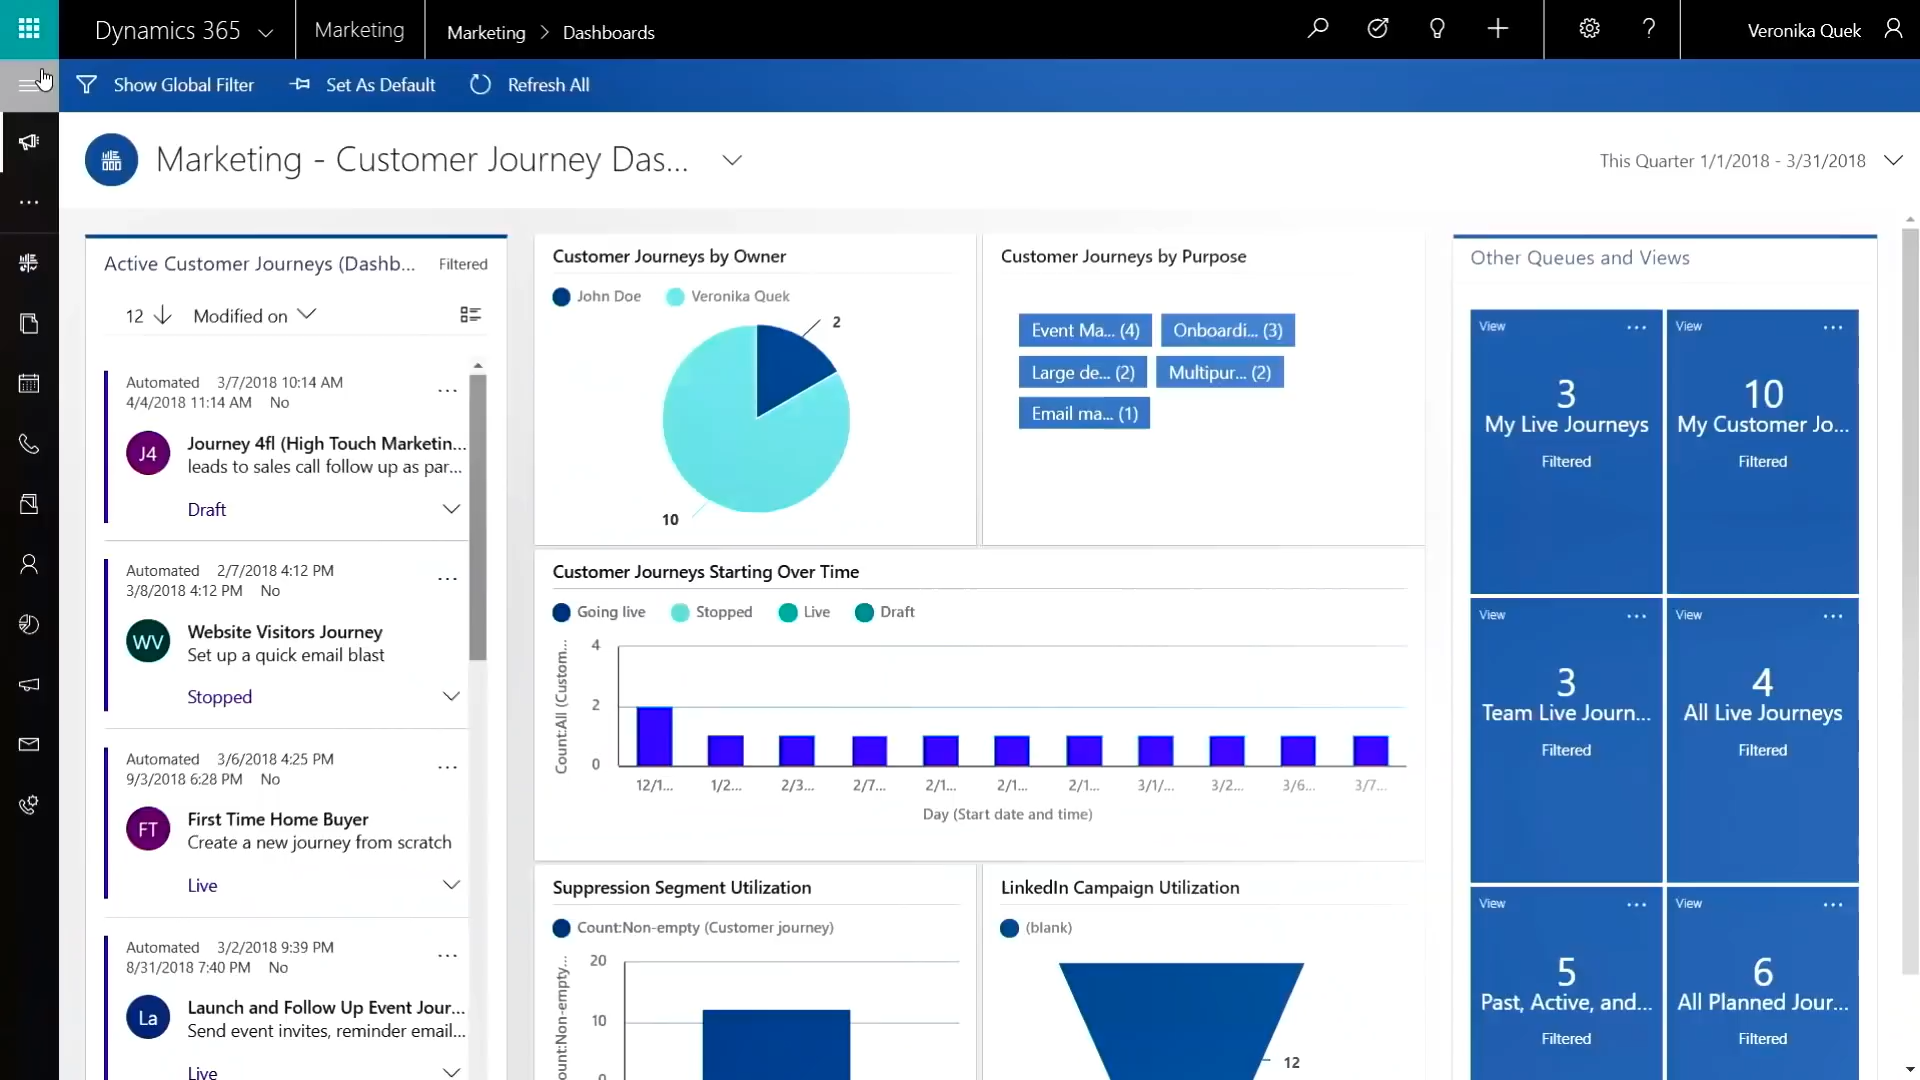 Dynamics 365
Marketing
Marketing > Dashboards
Veronika Quek
Show Global Filter
Set As Default
Refresh All
Marketing - Customer Journey Das...
This Quarter 1/1/2018 - 3/31/2018
Active Customer Journeys (Dashb...
Filtered
12
Modified on
Automated 3/7/2018 10:14 AM
4/4/2018 11:14 AM No
J4
Journey 4fl (High Touch Marketin...
leads to sales call follow up as par...
Draft
Automated 2/7/2018 4:12 PM
3/8/2018 4:12 PM No
WV
Website Visitors Journey
Set up a quick email blast
Stopped
Automated 3/6/2018 4:25 PM
9/3/2018 6:28 PM No
FT
First Time Home Buyer
Create a new journey from scratch
Live
Automated 3/2/2018 9:39 PM
8/31/2018 7:40 PM No
La
Launch and Follow Up Event Jour...
Send event invites, reminder email...
Live
Customer Journeys by Owner
John Doe
Veronika Quek
2
10
Customer Journeys by Purpose
Event Ma... (4)
Onboardi... (3)
Large de... (2)
Multipur... (2)
Email ma... (1)
Customer Journeys Starting Over Time
Going live
Stopped
Live
Draft
Count:All (Custom...
4
2
0
12/1...
1/2...
2/3...
2/7...
2/1...
2/1...
2/1...
3/1/...
3/2...
3/6...
3/7...
Day (Start date and time)
Suppression Segment Utilization
Count:Non-empty (Customer journey)
ount:Non-empty...
20
10
0
LinkedIn Campaign Utilization
(blank)
12
Other Queues and Views
View ...
3
My Live Journeys
Filtered
View ...
10
My Customer Jo...
Filtered
View ...
3
Team Live Journ...
Filtered
View ...
4
All Live Journeys
Filtered
View ...
5
Past, Active, and...
Filtered
View ...
6
All Planned Jour...
Filtered